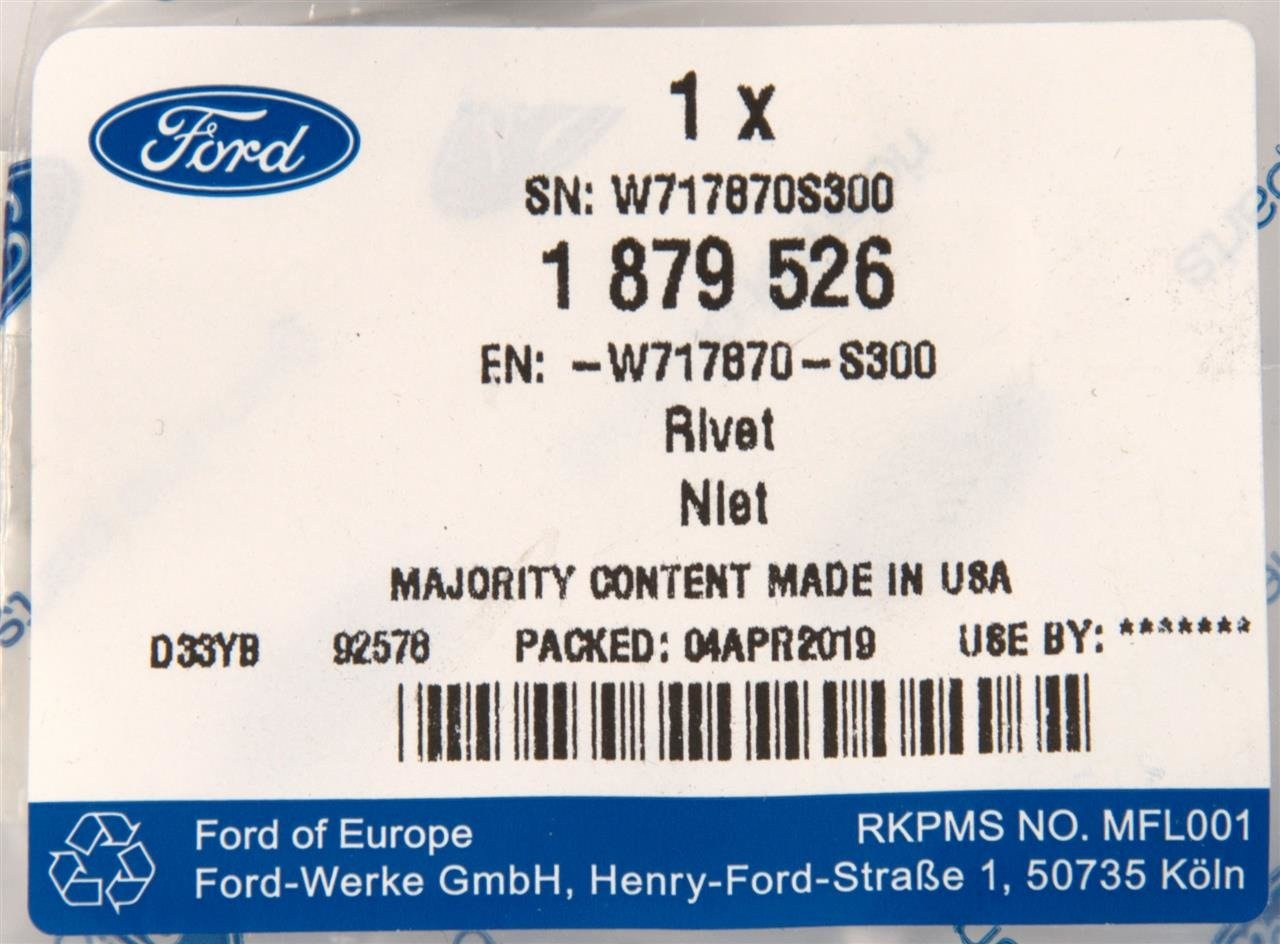 Ford
1 x
SN: W717870S300
1 879 526
EN: -W717870-S300
Rivet
Niet
MAJORITY CONTENT MADE IN USA
D33YB 92578 PACKED: 04APR2019 USE BY: *******
Ford of Europe
RKPMS NO. MFL001
Ford-Werke GmbH, Henry-Ford-Straße 1, 50735 Köln